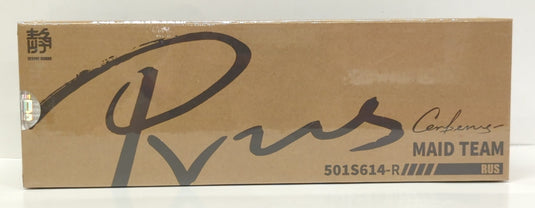 静
Rus
Cerberus
MAID TEAM
501S614-R
RUS